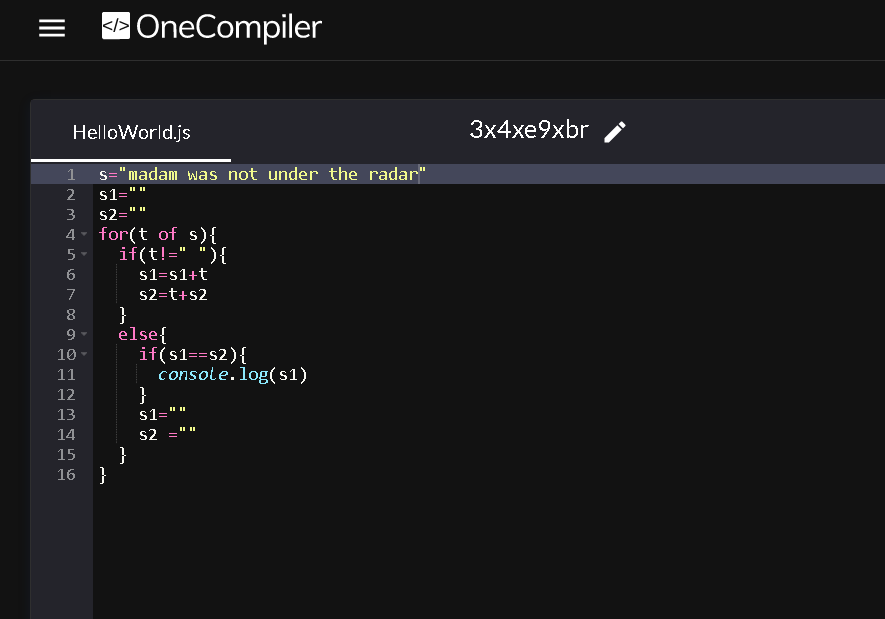 </> OneCompiler
HelloWorld.js
3x4xe9xbr
1 s="madam was not under the radar"
2 s1=""
3 s2=""
4 for(t of s){
5   if(t!=" "){
6     s1=s1+t
7     s2=t+s2
8   }
9   else{
10     if(s1==s2){
11       console.log(s1)
12     }
13     s1=""
14     s2 =""
15   }
16 }